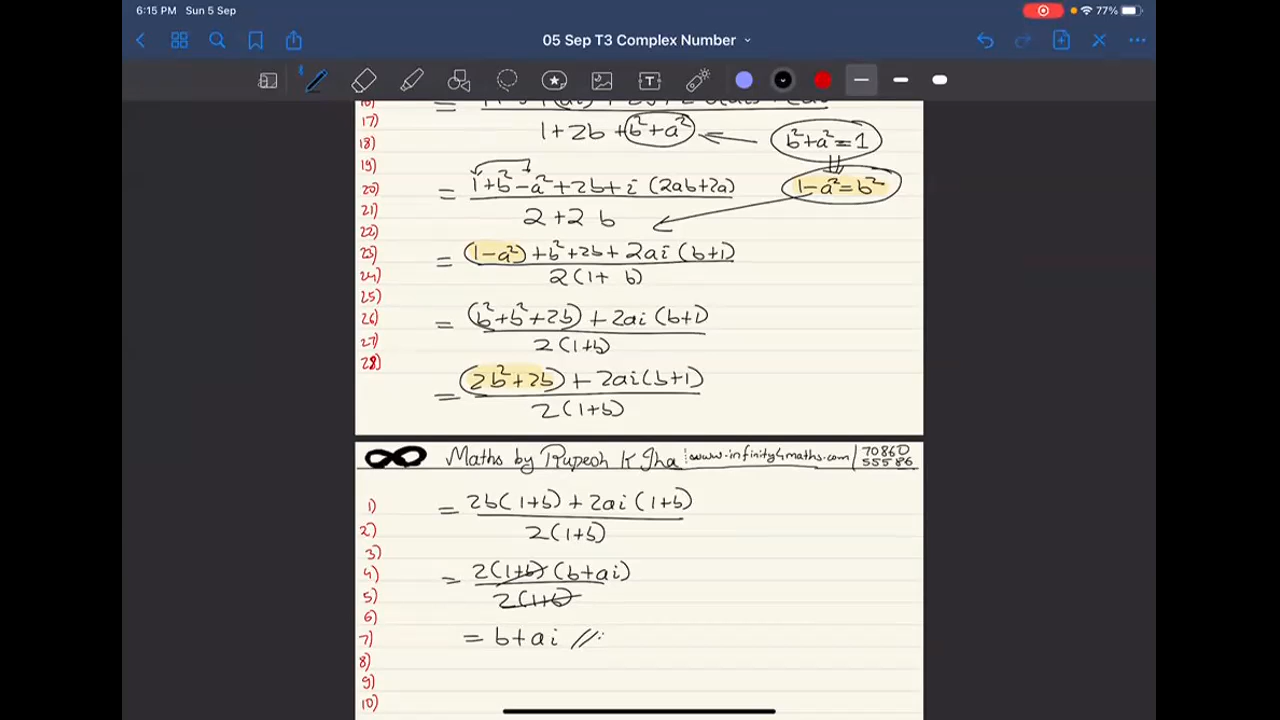 6:15 PM Sun 5 Sep
77%
05 Sep T3 Complex Number
17)
1+2b+(b²+a²)
b²+a²=1
18)
19)
20)
= 1+b²-a²+2b+i(2ab+2a)
1-a²=b²
21)
2+2b
22)
23)
= (1-a²)+b²+2b+2ai(b+1)
24)
2(1+ b)
25)
26)
= (b²+b²+2b)+2ai(b+1)
27)
2(1+b)
28)
= (2b²+2b)+2ai(b+1)
2(1+b)
∞ Maths by Rupesh K Jha
www.infinity4maths.com
70860
55586
1)
= 2b(1+b)+2ai(1+b)
2)
2(1+b)
3)
4)
= 2(1+b)(b+ai)
5)
2(1+b)
6)
7)
= b+ai //
8)
9)
10)